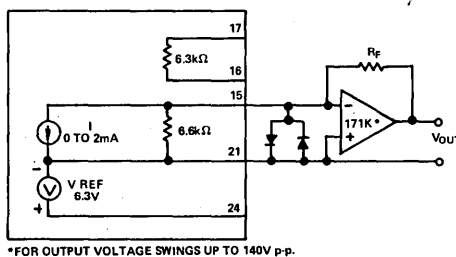 17
6.3kΩ
16
15
I
0 TO 2mA
6.6kΩ
21
V REF
6.3V
V
24
RF
171K*
VOUT
− + − +
*FOR OUTPUT VOLTAGE SWINGS UP TO 140V p-p.